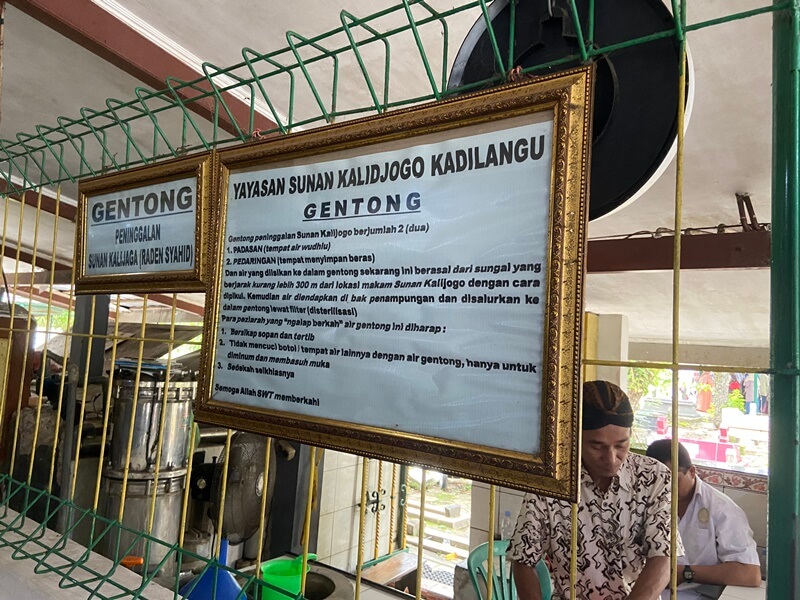 GENTONG
PENINGGALAN
SUNAN KALIJAGA (RADEN SYAHID)
YAYASAN SUNAN KALIDJOGO KADILANGU
GENTONG
Gentong peninggalan Sunan Kalijogo berjumlah 2 (dua)
1. PADASAN (tempat air wudhlu)
2. PEDARINGAN (tempat menyimpan beras)
Dan air yang diisikan ke dalam gentong sekarang ini berasal dari sungai yang
berjarak kurang lebih 300 m dari lokasi makam Sunan Kalijogo dengan cara
dipikul. Kemudian air diendapkan di bak penampungan dan disalurkan ke
dalam gentong lewat filter (disterilisasi)
Para peziarah yang "ngalap berkah" air gentong ini diharap :
1. Bersikap sopan dan tertib
2. Tidak mencuci botol / tempat air lainnya dengan air gentong, hanya untuk
diminum dan membasuh muka
3. Sedekah seikhlasnya
Semoga Allah SWT memberkahi